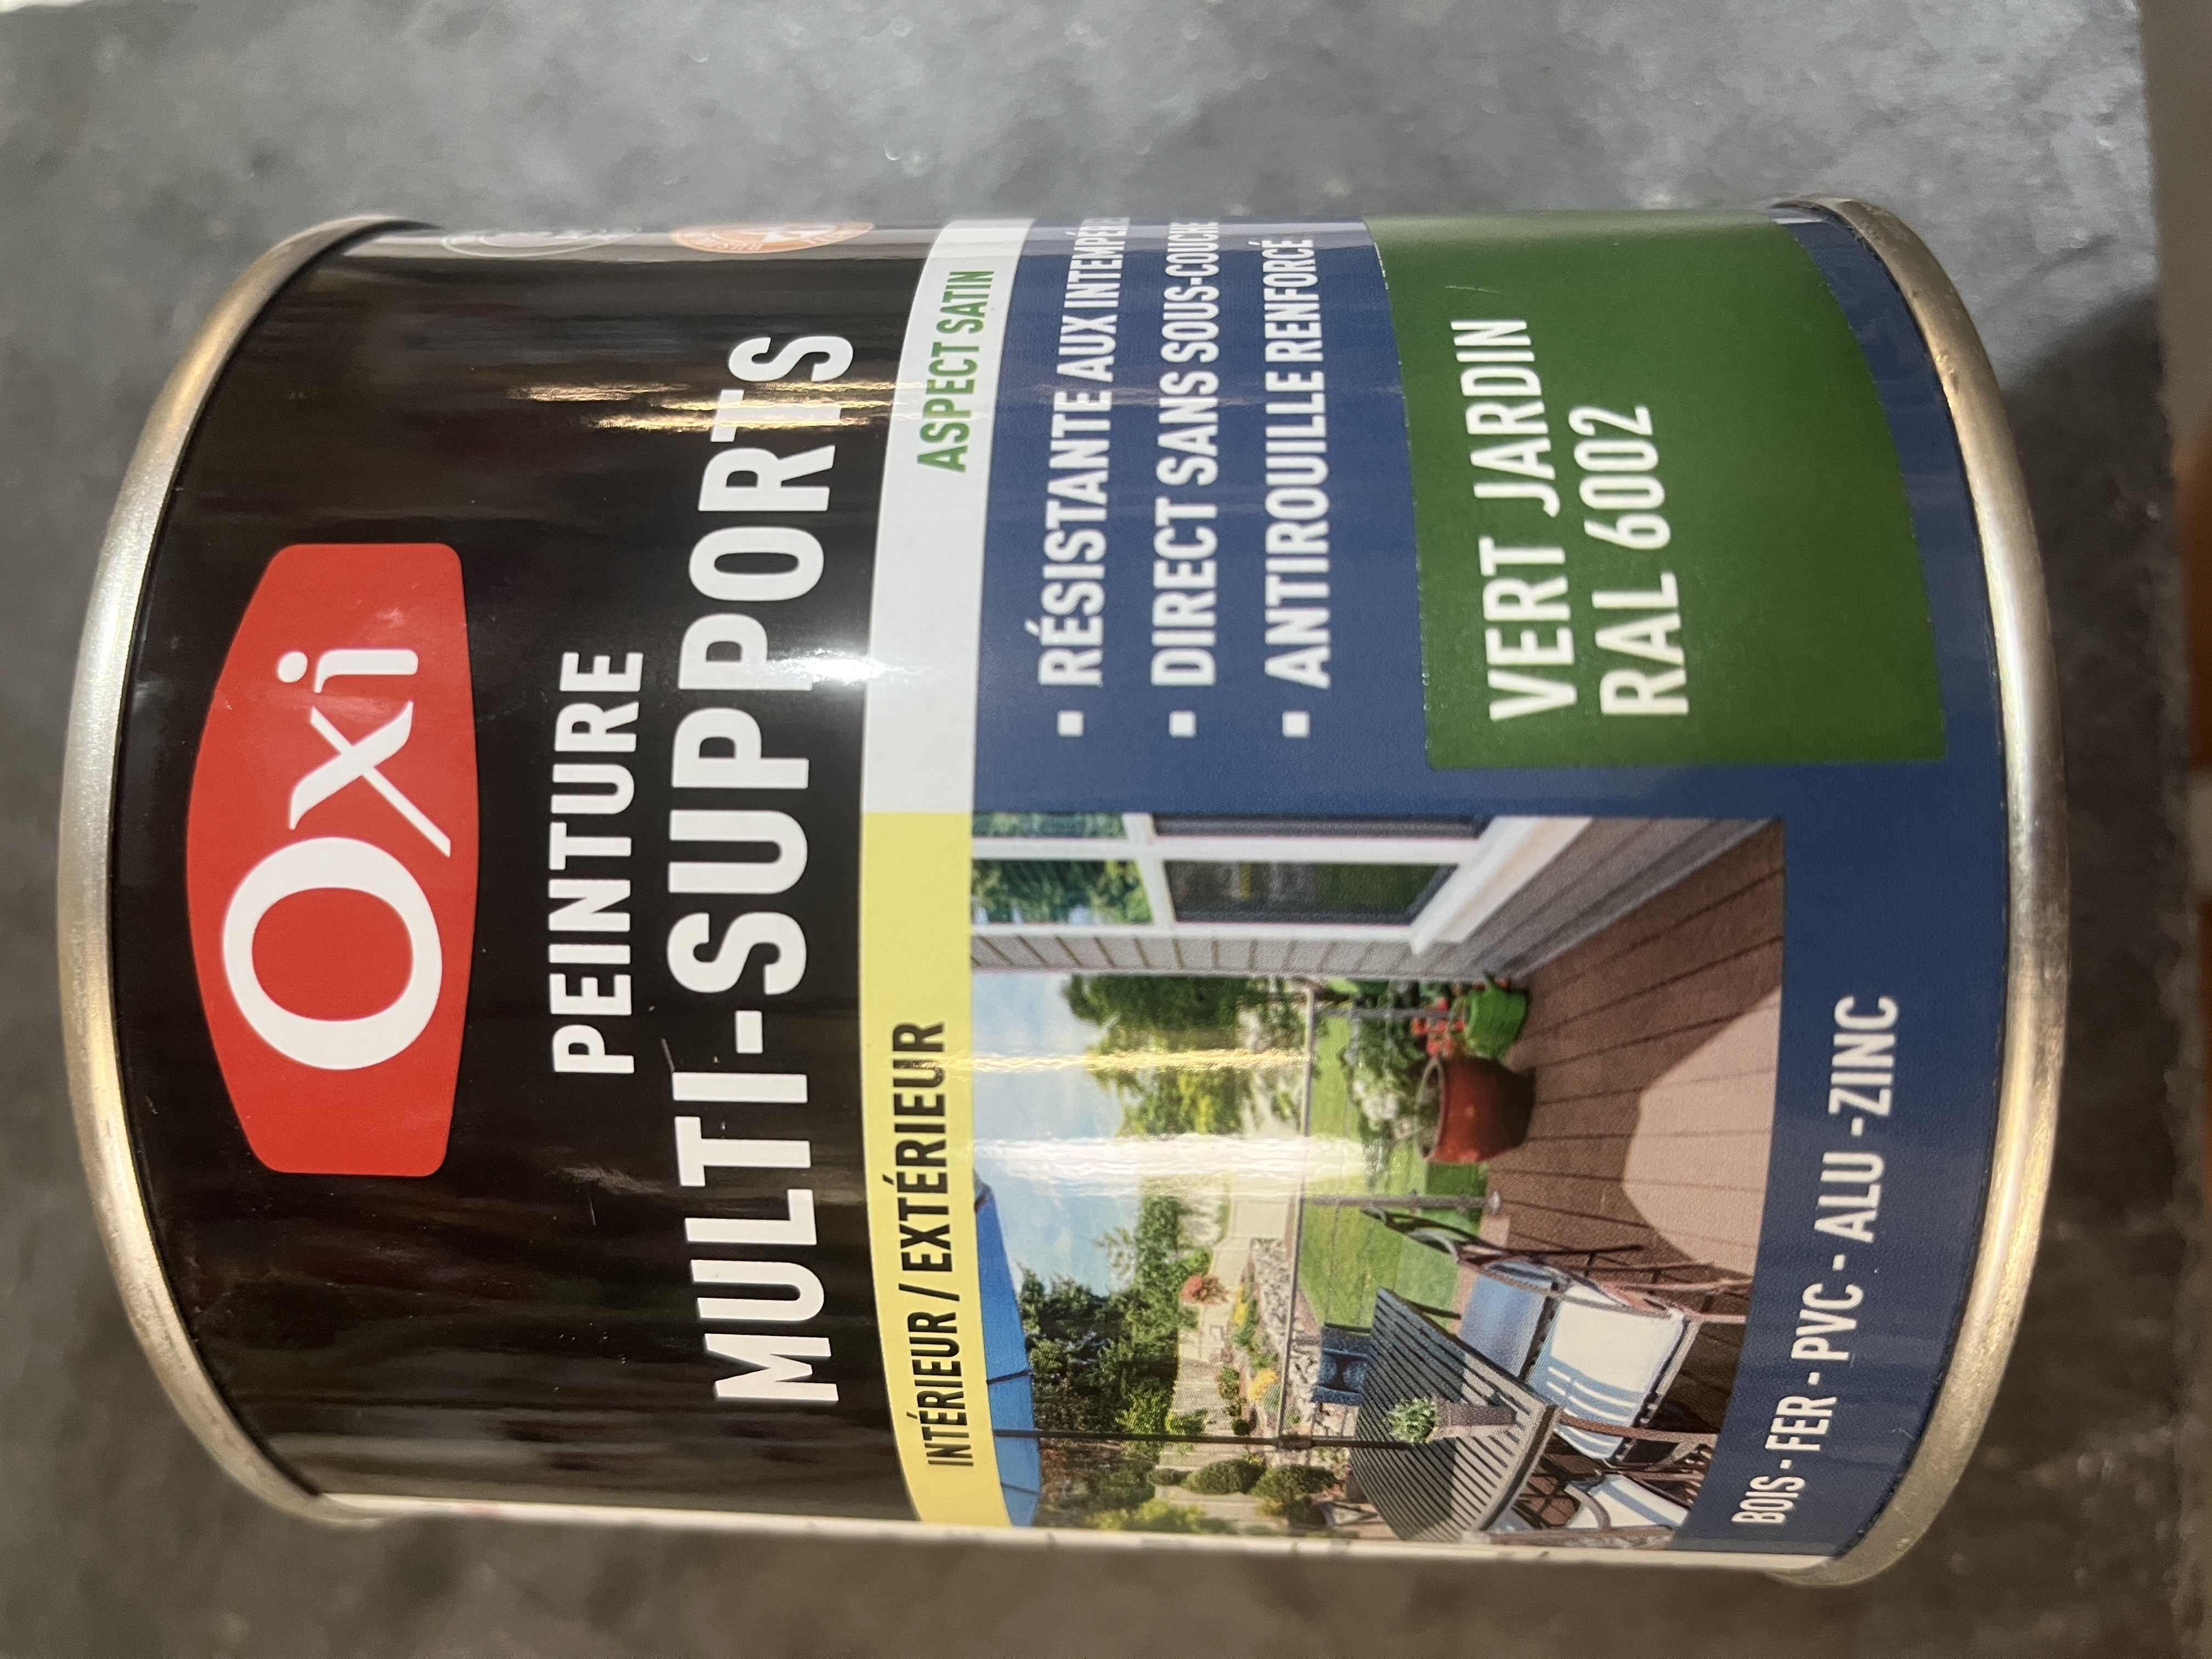 Oxi
PEINTURE
MULTI-SUPPORTS
INTÉRIEUR / EXTÉRIEUR
ASPECT SATIN
▪ RÉSISTANTE AUX
▪ DIRECT SANS SOUS-COUCHE
▪ ANTIROUILLE RENFORCÉ
VERT JARDIN
RAL 6002
BOIS - FER - PVC - ALU -ZINC